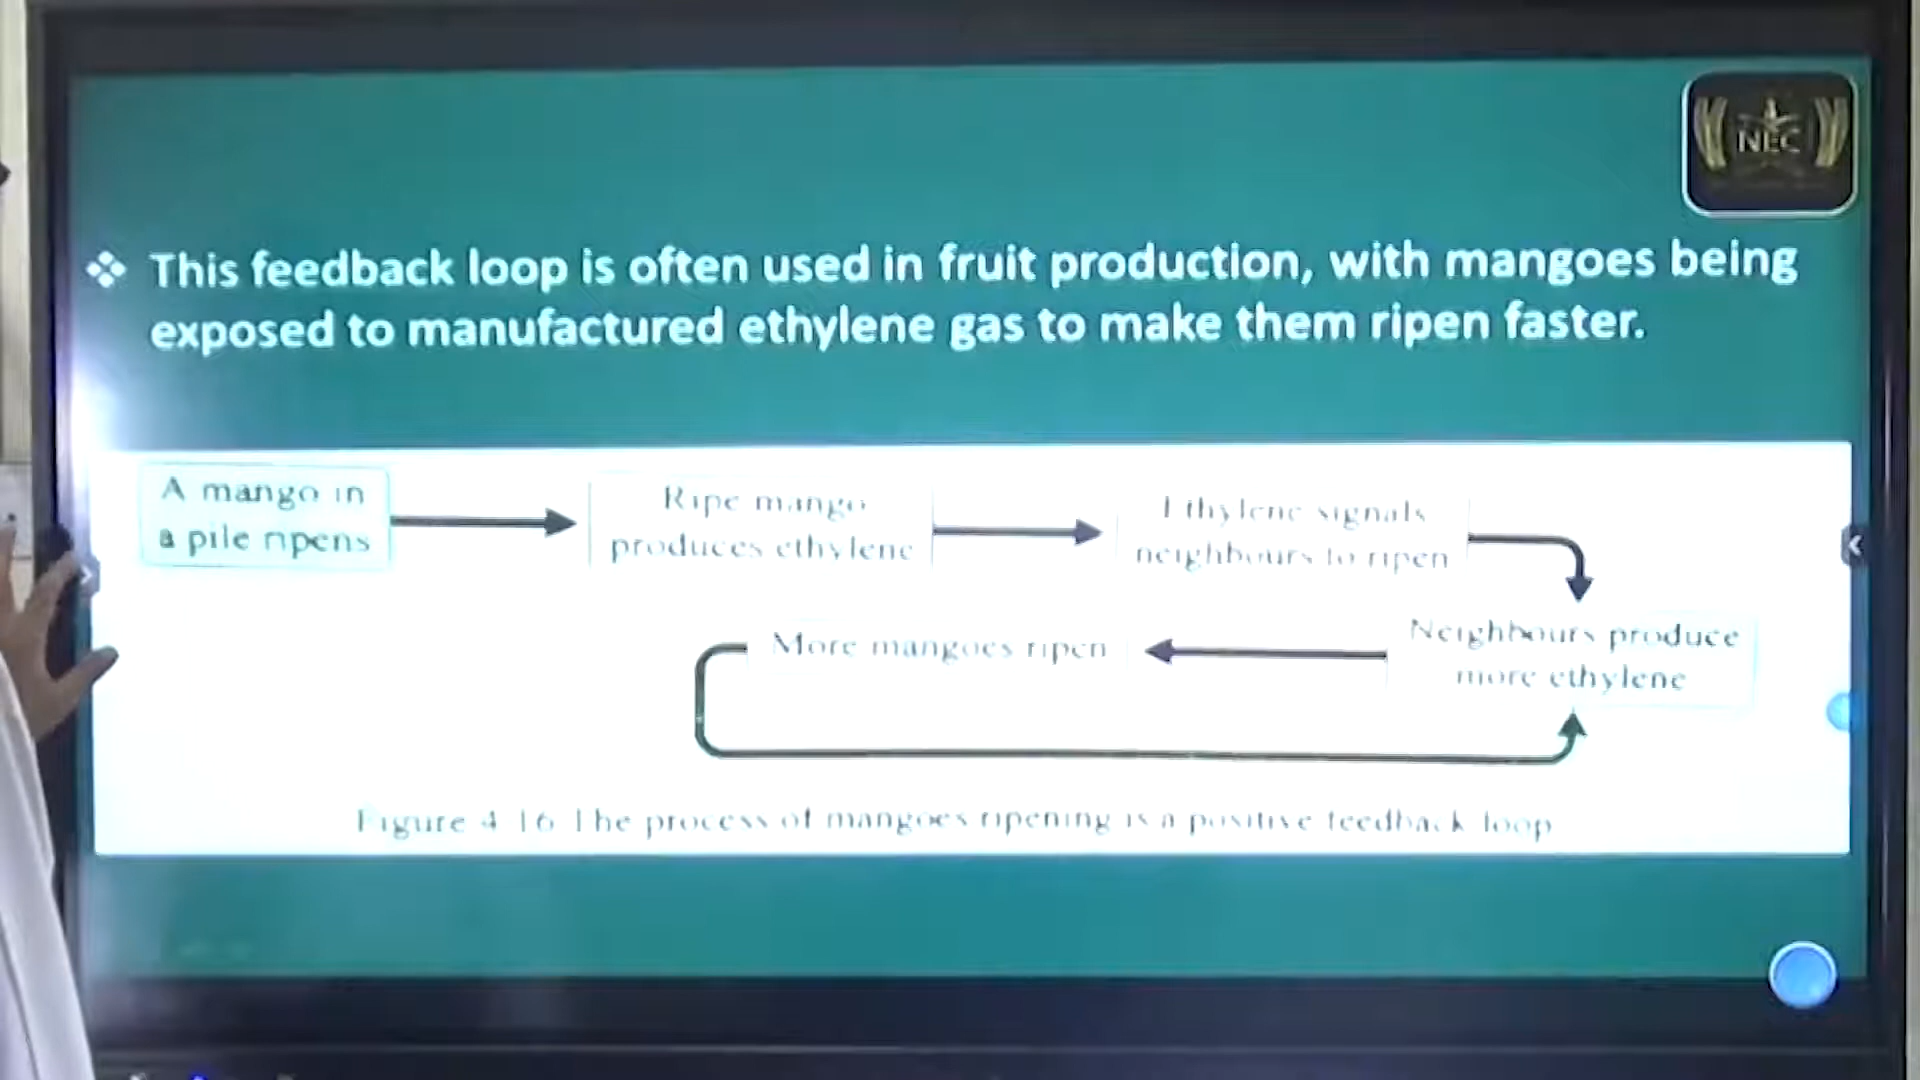 NEC
This feedback loop is often used in fruit production, with mangoes being
exposed to manufactured ethylene gas to make them ripen faster.
A mango in
a pile ripens
Ripe mango
produces ethylene
Ethylene signals
neighbours to ripen
Neighbours produce
more ethylene
More mangoes ripen
Figure 4.16 The process of mangoes ripening is a positive feedback loop